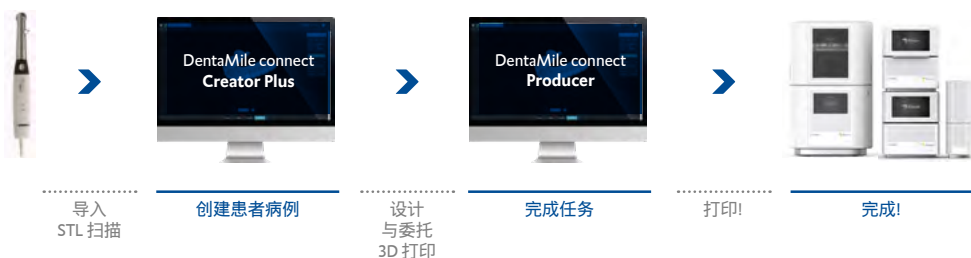 DentaMile connect
Creator Plus
DentaMile connect
Producer
导入
STL 扫描
创建患者病例
设计
与委托
3D 打印
完成任务
打印!
完成!